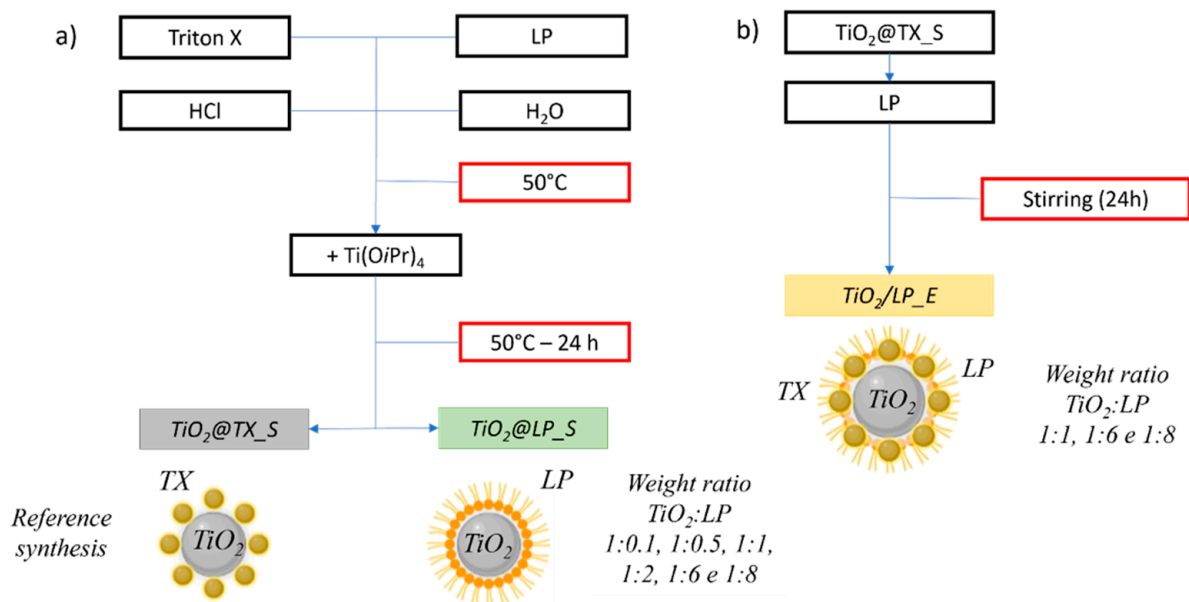 a)
Triton X
LP
HCl
H₂O
50°C
+ Ti(OiPr)₄
50°C – 24 h
TiO₂@TX_S
TiO₂@LP_S
Reference
synthesis
TX
TiO₂
LP
TiO₂
Weight ratio
TiO₂:LP
1:0.1, 1:0.5, 1:1,
1:2, 1:6 e 1:8
b)
TiO₂@TX_S
LP
Stirring (24h)
TiO₂/LP_E
TX
TiO₂
LP
Weight ratio
TiO₂:LP
1:1, 1:6 e 1:8